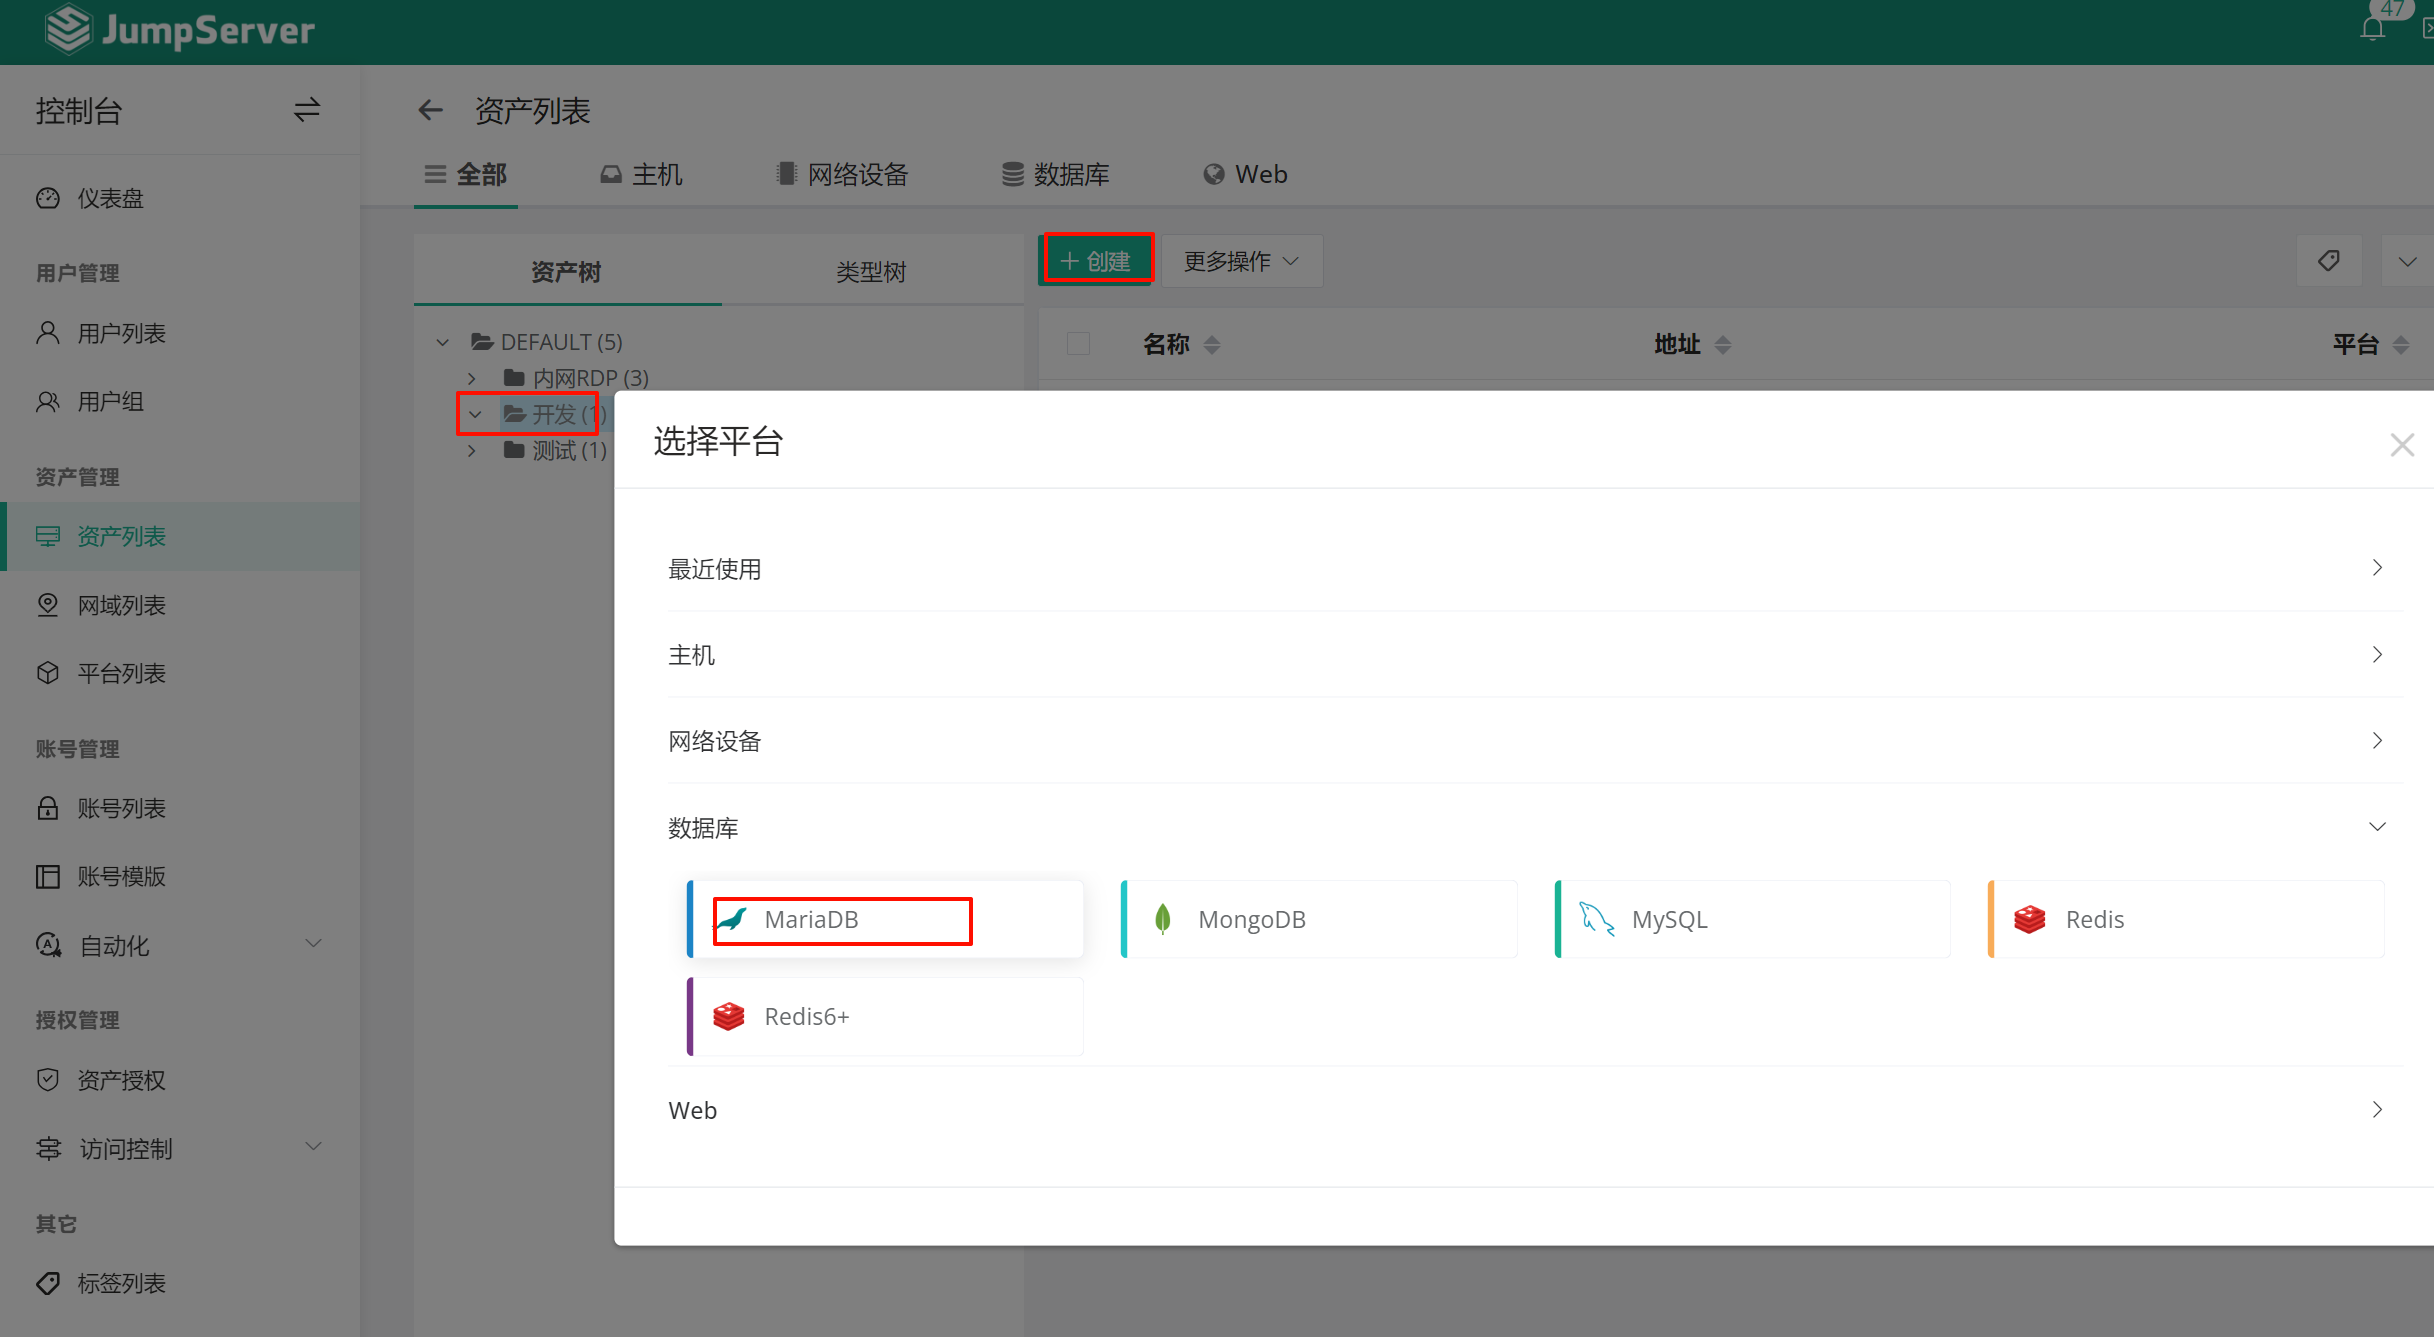 JumpServer
47
控制台
仪表盘
用户管理
用户列表
用户组
资产管理
资产列表
网域列表
平台列表
账号管理
账号列表
账号模版
自动化
授权管理
资产授权
访问控制
其它
标签列表
资产列表
全部
主机
网络设备
数据库
Web
资产树
类型树
DEFAULT (5)
内网RDP (3)
开发 (1)
测试 (1)
创建
更多操作
名称
地址
平台
选择平台
最近使用
主机
网络设备
数据库
MariaDB
MongoDB
MySQL
Redis
Redis6+
Web